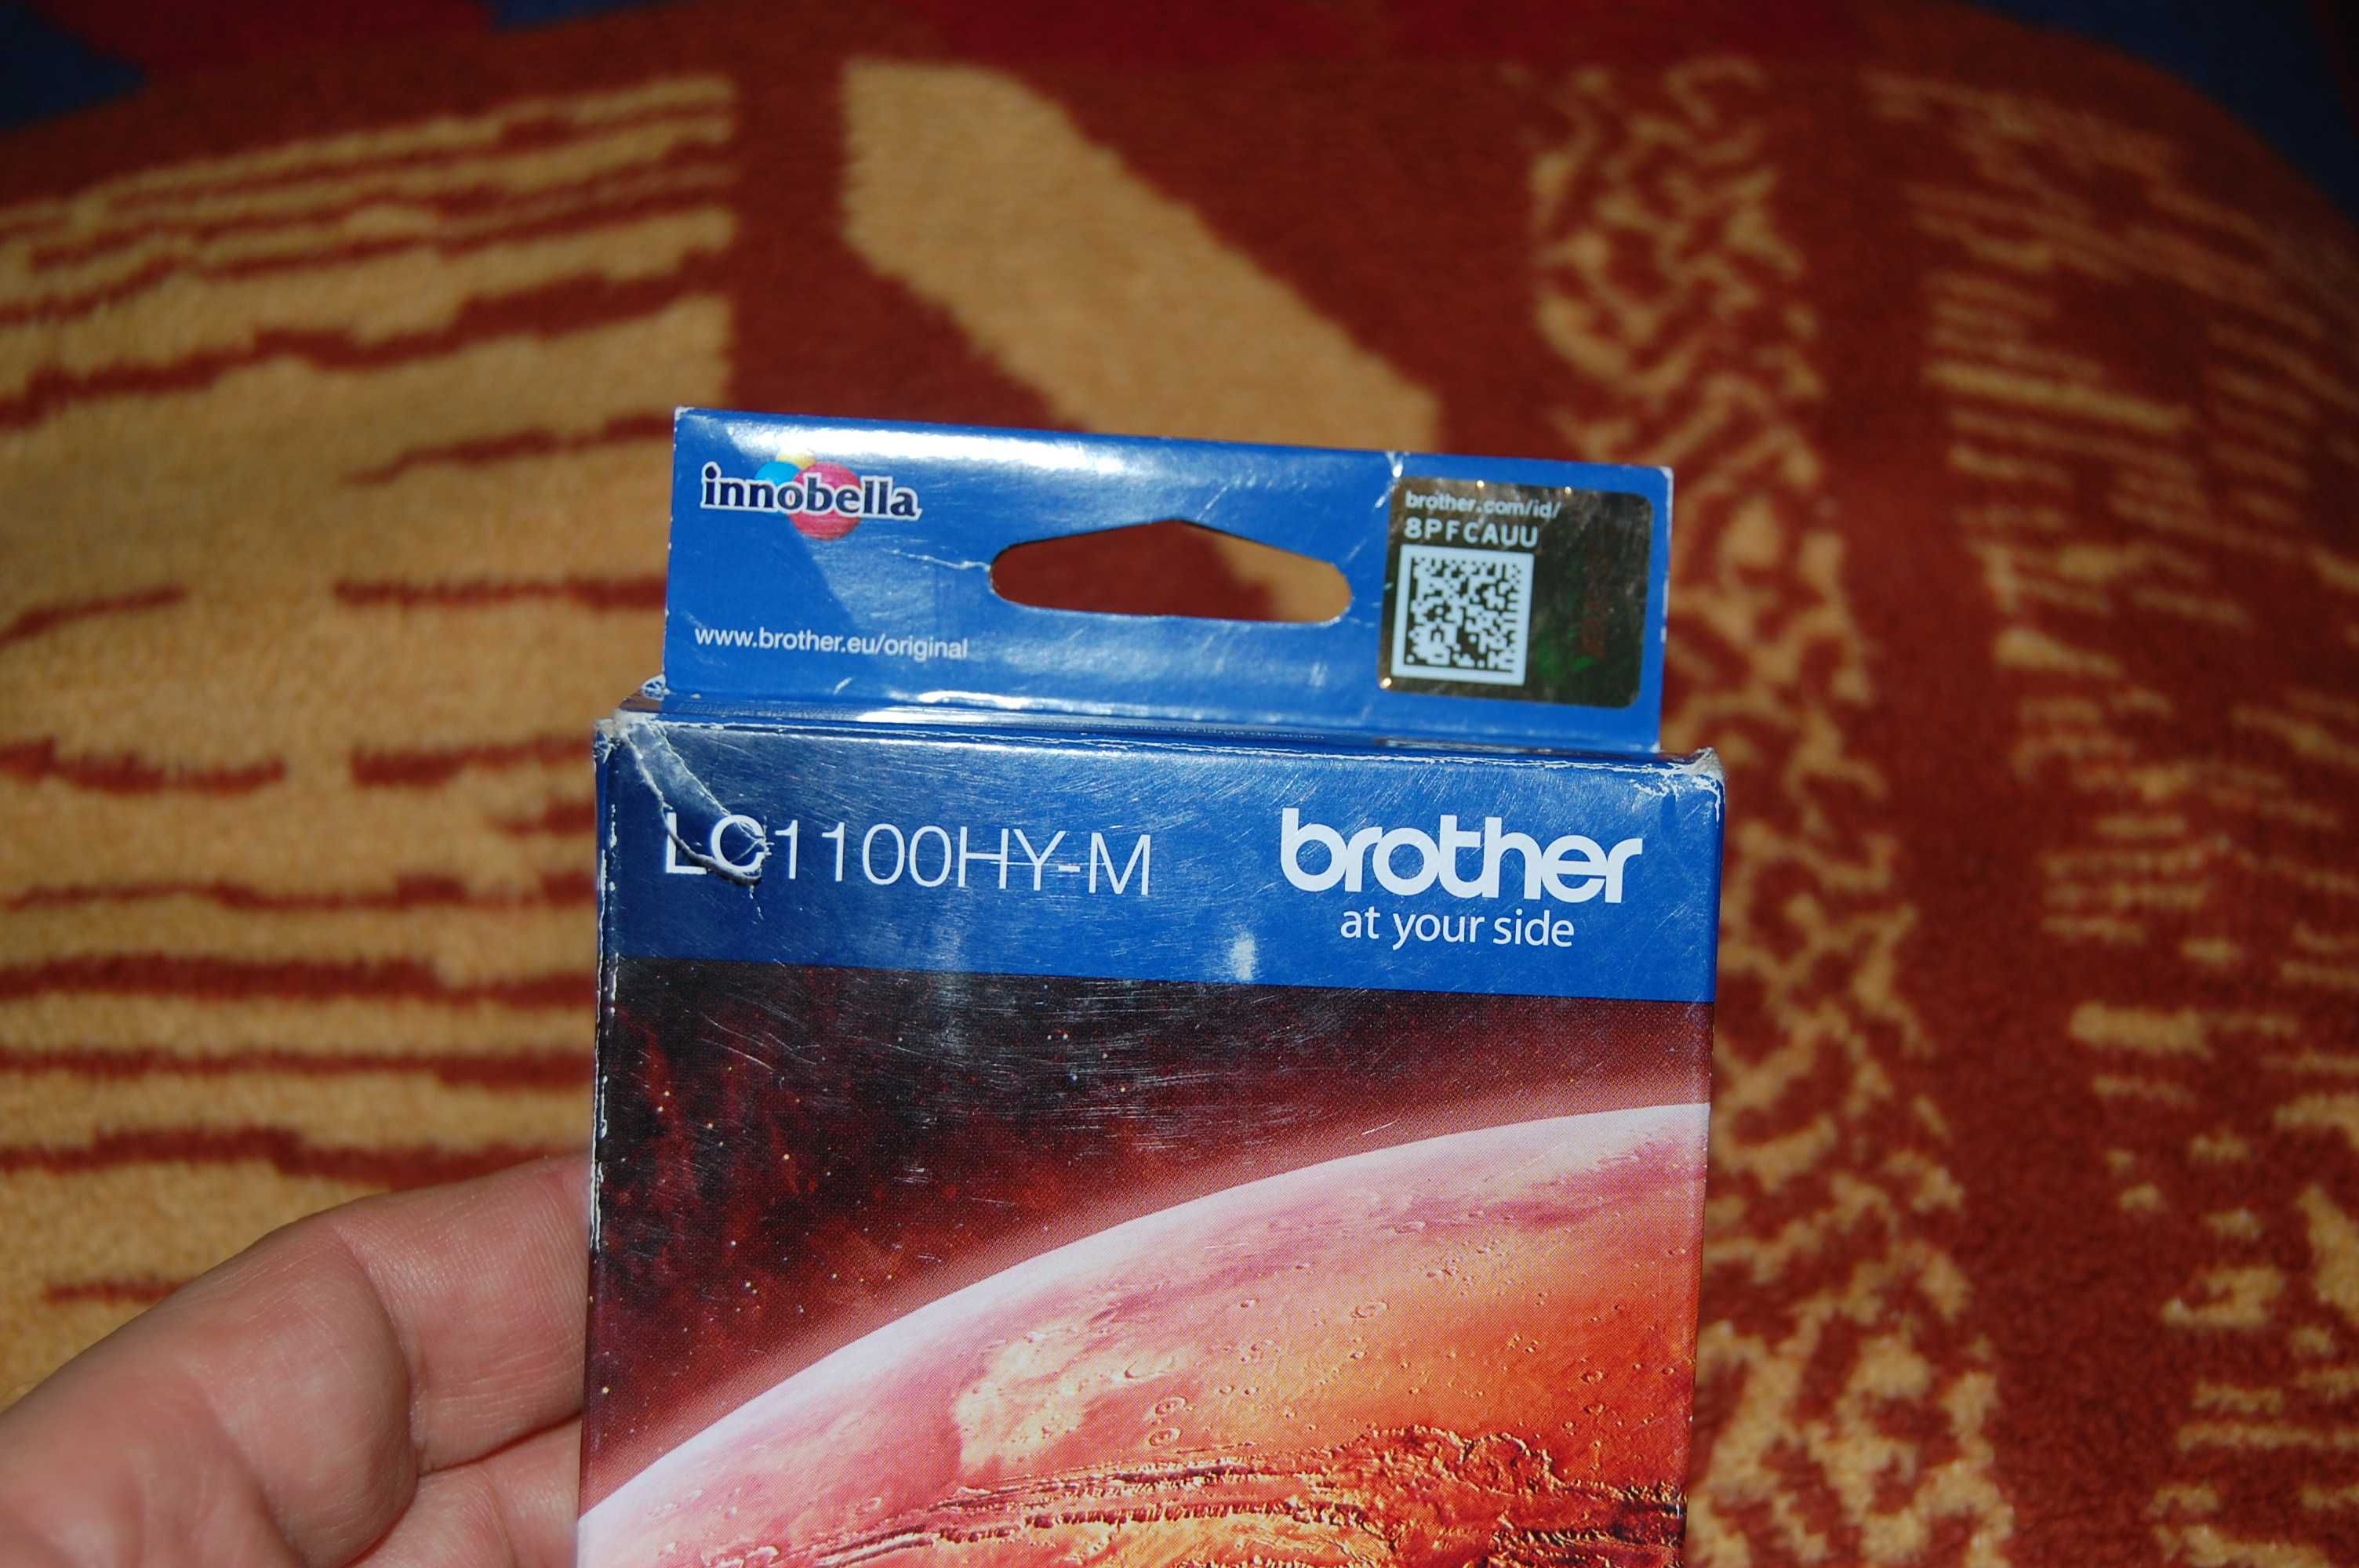 innobella
www.brother.eu/original
brother.com/id/
8PFCAUU
LC1100HY-M
brother
at your side